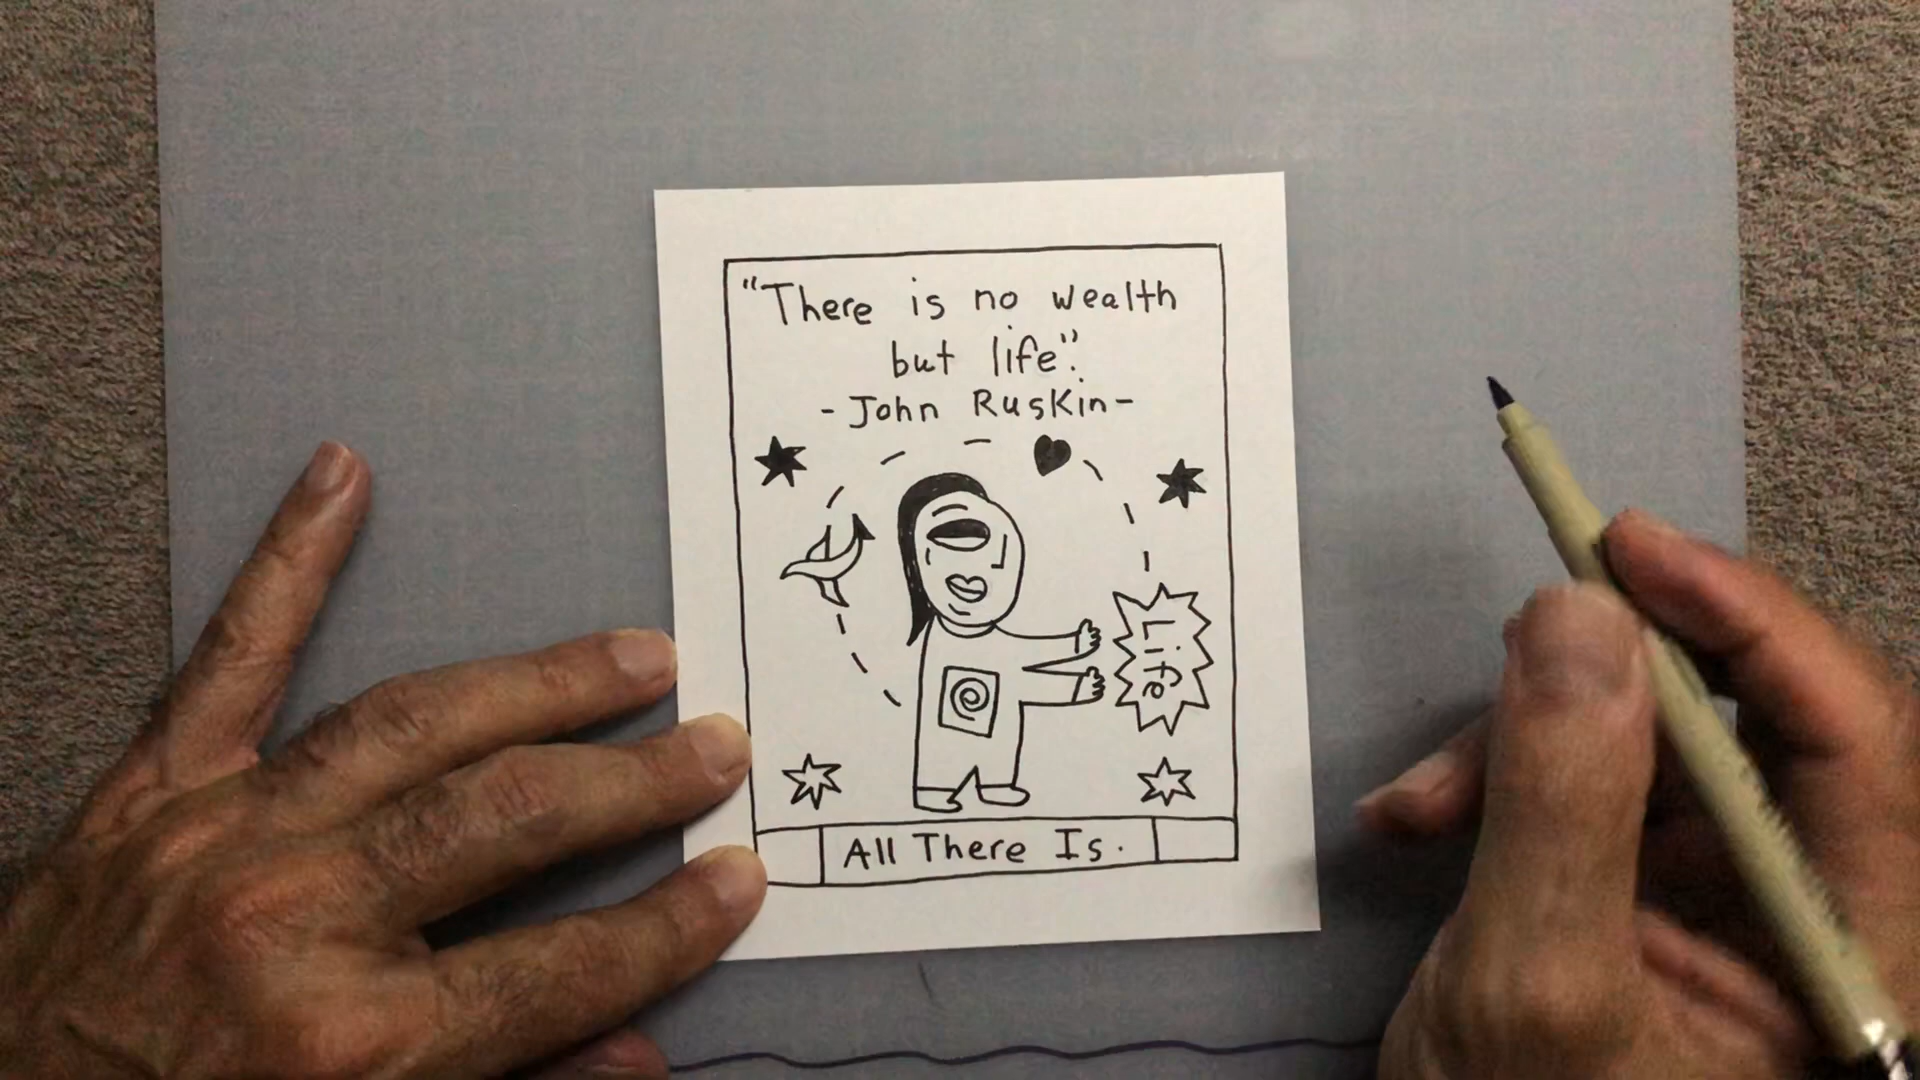 "There is no wealth
but life".
-John Ruskin-
Life
All There Is.